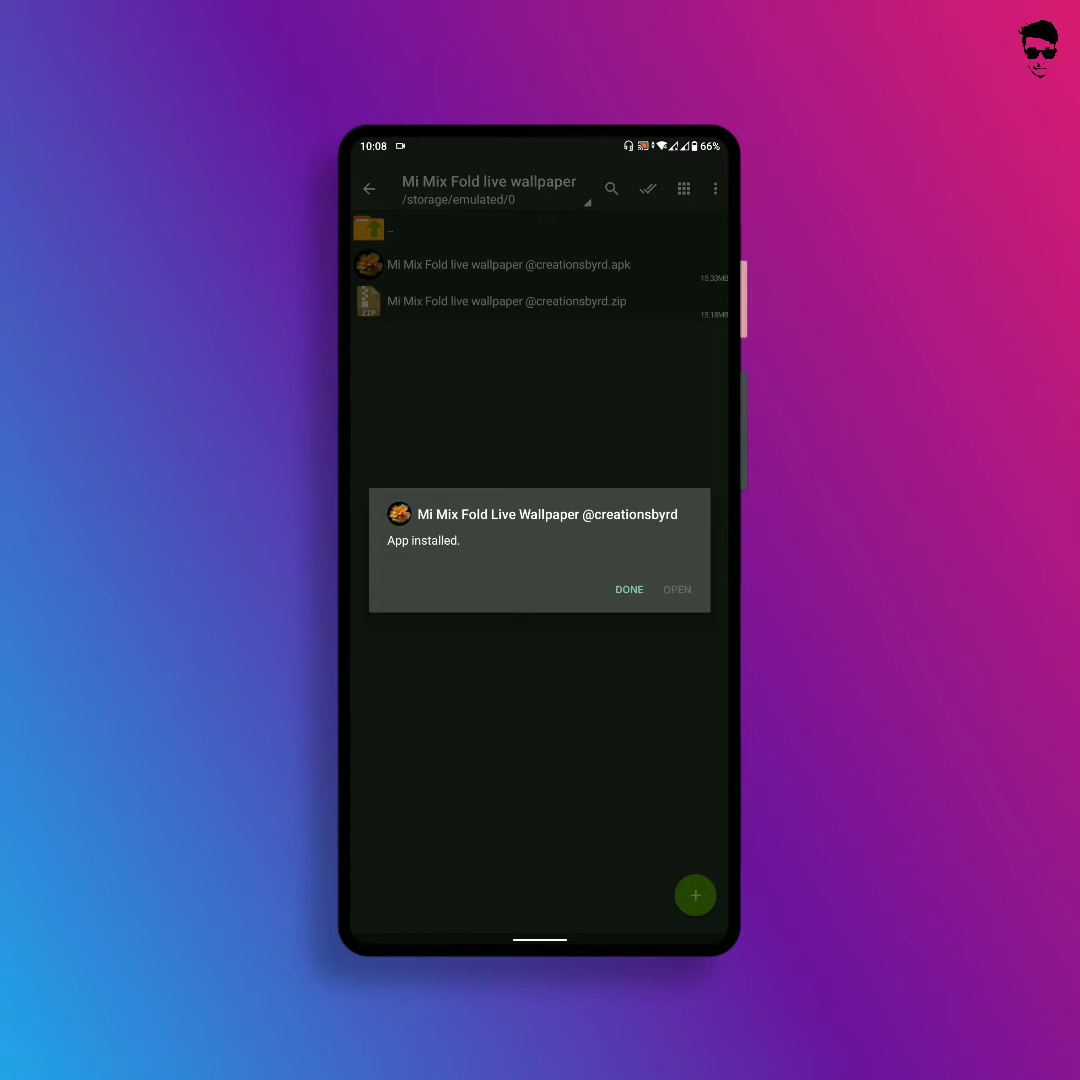 10:08
66%
Mi Mix Fold live wallpaper
/storage/emulated/0
..
Mi Mix Fold live wallpaper @creationsbyrd.apk
15.33MB
Mi Mix Fold live wallpaper @creationsbyrd.zip
15.18MB
ZIP
Mi Mix Fold Live Wallpaper @creationsbyrd
App installed.
DONE OPEN